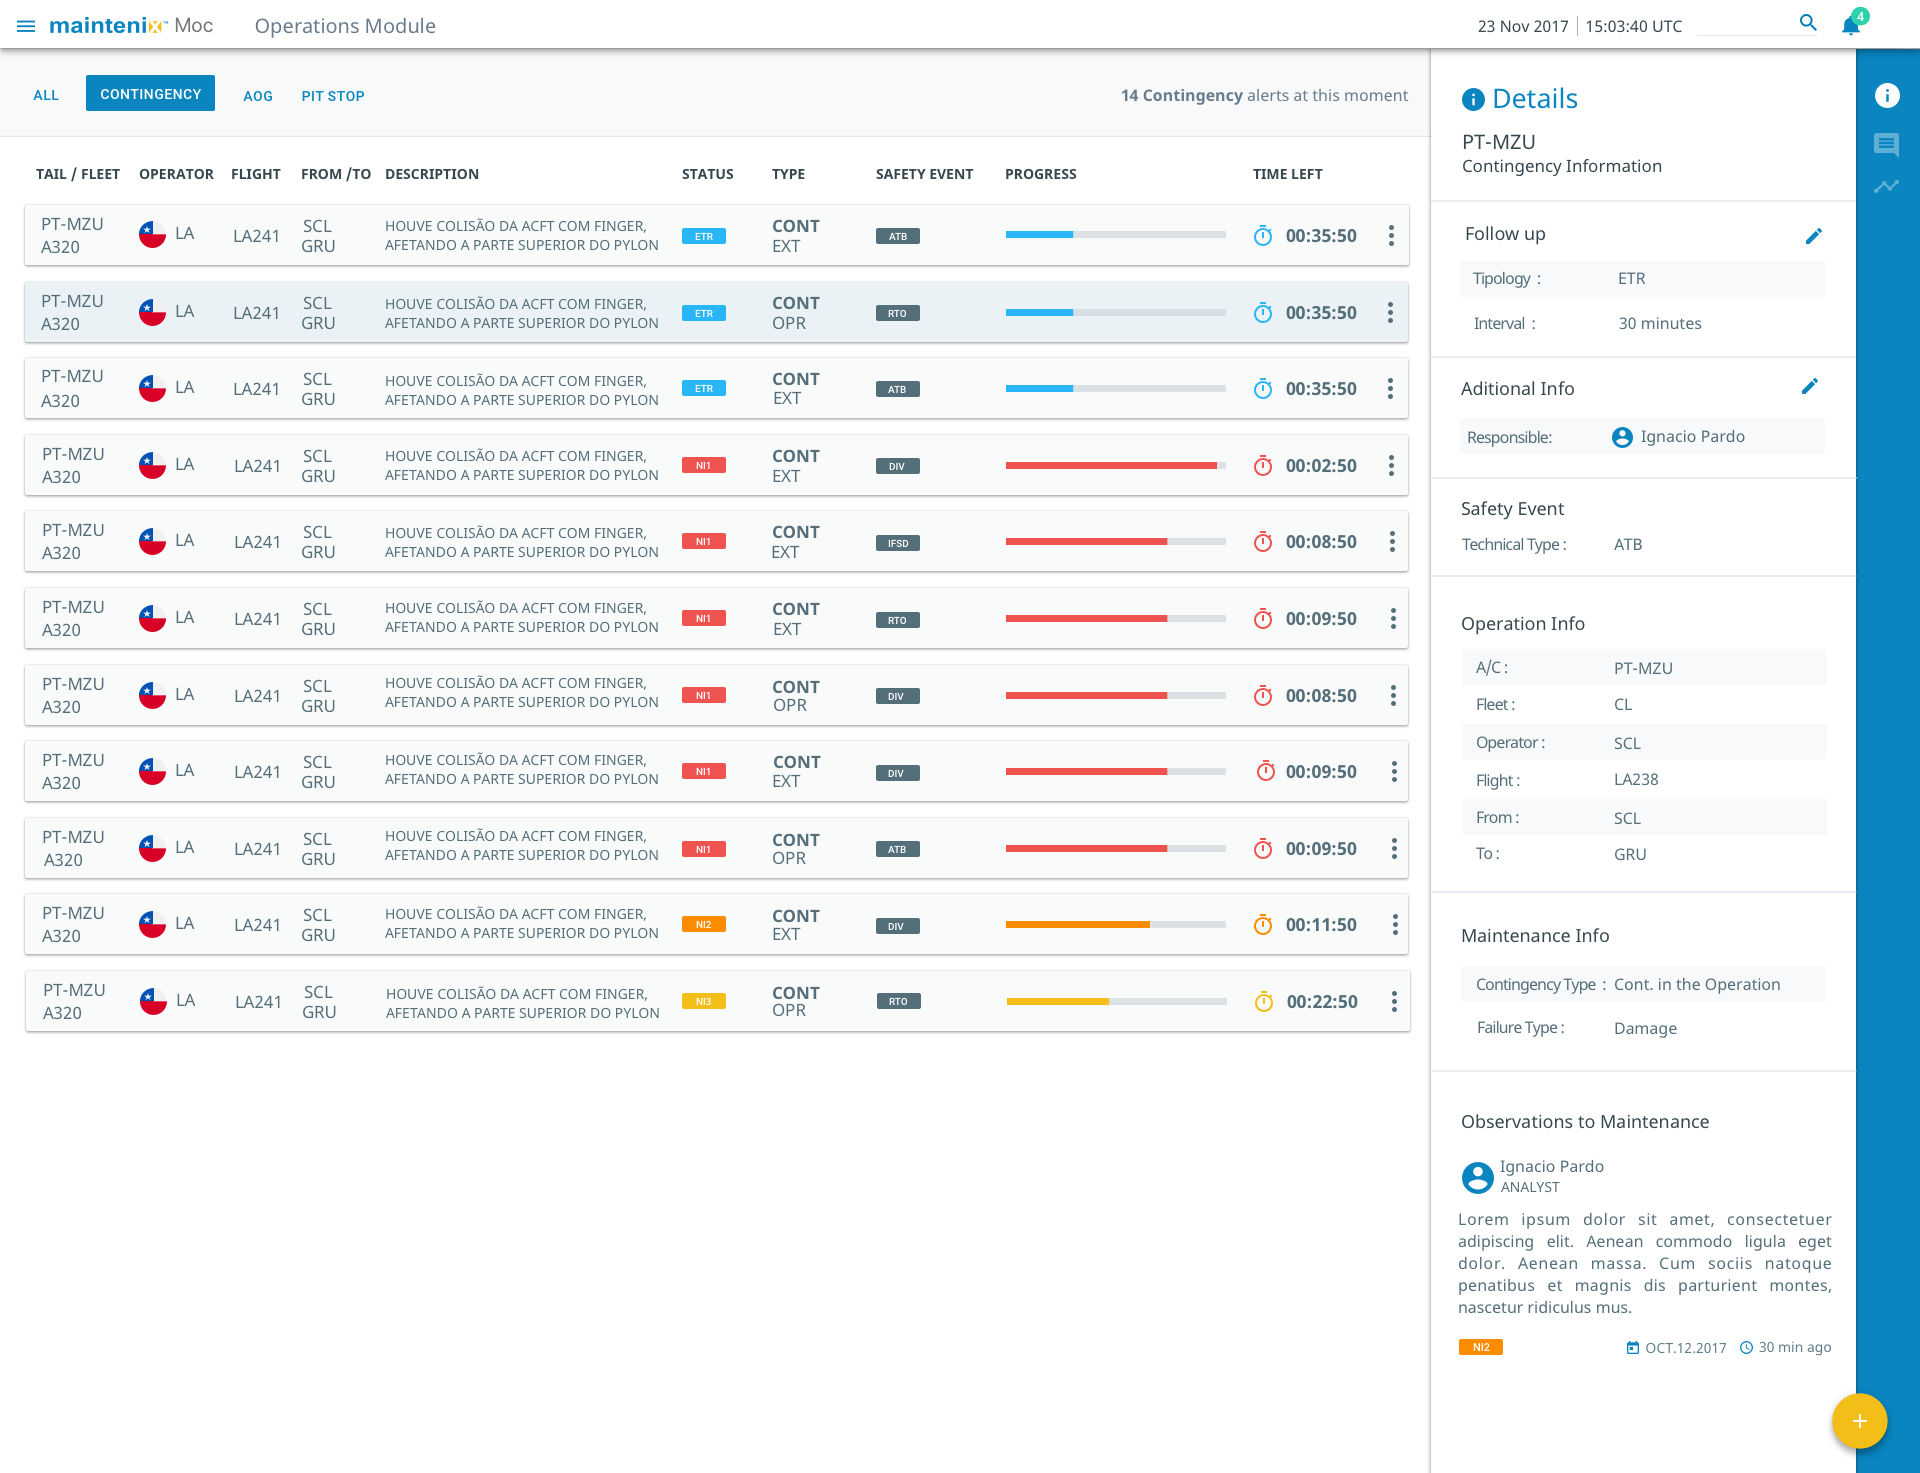 maintenix™ Moc
Operations Module
23 Nov 2017 | 15:03:40 UTC
4
ALL
CONTINGENCY
AOG
PIT STOP
14 Contingency alerts at this moment
TAIL / FLEET OPERATOR FLIGHT FROM /TO DESCRIPTION STATUS TYPE SAFETY EVENT PROGRESS TIME LEFT
PT-MZU LA LA241 SCL HOUVE COLISÃO DA ACFT COM FINGER, ETR CONT ATB 00:35:50
A320 GRU AFETANDO A PARTE SUPERIOR DO PYLON EXT
PT-MZU LA LA241 SCL HOUVE COLISÃO DA ACFT COM FINGER, ETR CONT RTO 00:35:50
A320 GRU AFETANDO A PARTE SUPERIOR DO PYLON OPR
PT-MZU LA LA241 SCL HOUVE COLISÃO DA ACFT COM FINGER, ETR CONT ATB 00:35:50
A320 GRU AFETANDO A PARTE SUPERIOR DO PYLON EXT
PT-MZU LA LA241 SCL HOUVE COLISÃO DA ACFT COM FINGER, NI1 CONT DIV 00:02:50
A320 GRU AFETANDO A PARTE SUPERIOR DO PYLON EXT
PT-MZU LA LA241 SCL HOUVE COLISÃO DA ACFT COM FINGER, NI1 CONT IFSD 00:08:50
A320 GRU AFETANDO A PARTE SUPERIOR DO PYLON EXT
PT-MZU LA LA241 SCL HOUVE COLISÃO DA ACFT COM FINGER, NI1 CONT RTO 00:09:50
A320 GRU AFETANDO A PARTE SUPERIOR DO PYLON EXT
PT-MZU LA LA241 SCL HOUVE COLISÃO DA ACFT COM FINGER, NI1 CONT DIV 00:08:50
A320 GRU AFETANDO A PARTE SUPERIOR DO PYLON OPR
PT-MZU LA LA241 SCL HOUVE COLISÃO DA ACFT COM FINGER, NI1 CONT DIV 00:09:50
A320 GRU AFETANDO A PARTE SUPERIOR DO PYLON EXT
PT-MZU LA LA241 SCL HOUVE COLISÃO DA ACFT COM FINGER, NI1 CONT ATB 00:09:50
A320 GRU AFETANDO A PARTE SUPERIOR DO PYLON OPR
PT-MZU LA LA241 SCL HOUVE COLISÃO DA ACFT COM FINGER, NI2 CONT DIV 00:11:50
A320 GRU AFETANDO A PARTE SUPERIOR DO PYLON EXT
PT-MZU LA LA241 SCL HOUVE COLISÃO DA ACFT COM FINGER, NI3 CONT RTO 00:22:50
A320 GRU AFETANDO A PARTE SUPERIOR DO PYLON OPR
Details
PT-MZU
Contingency Information
Follow up
Tipology : ETR
Interval : 30 minutes
Aditional Info
Responsible: Ignacio Pardo
Safety Event
Technical Type : ATB
Operation Info
A/C : PT-MZU
Fleet : CL
Operator : SCL
Flight : LA238
From : SCL
To : GRU
Maintenance Info
Contingency Type : Cont. in the Operation
Failure Type : Damage
Observations to Maintenance
Ignacio Pardo
ANALYST
Lorem ipsum dolor sit amet, consectetuer
adipiscing elit. Aenean commodo ligula eget
dolor. Aenean massa. Cum sociis natoque
penatibus et magnis dis parturient montes,
nascetur ridiculus mus.
NI2 OCT.12.2017 30 min ago